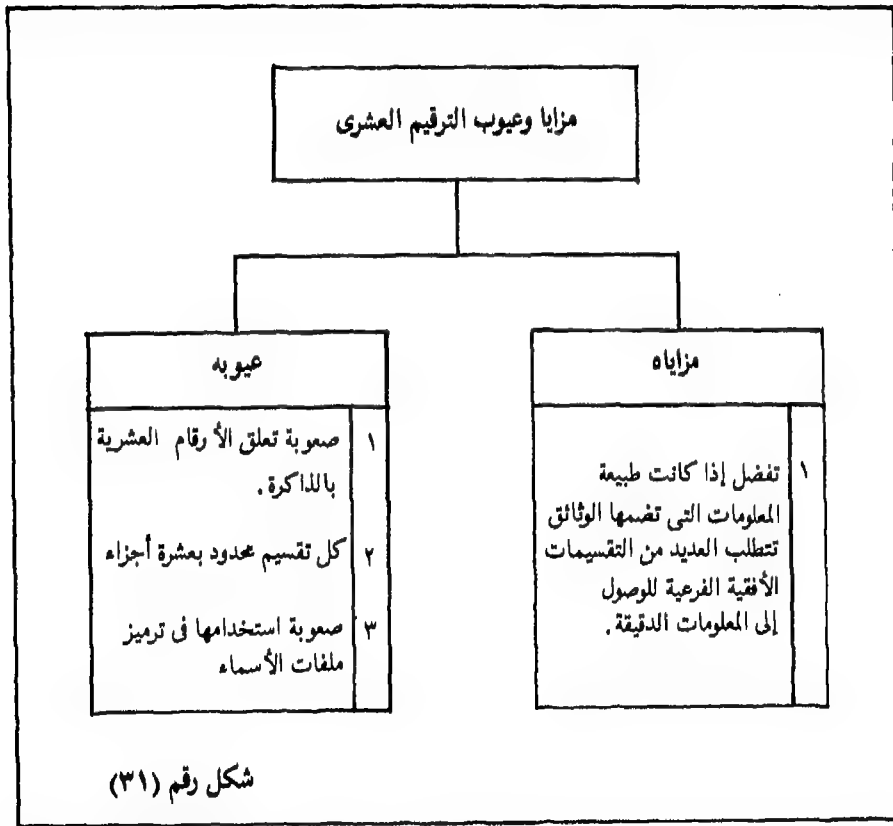 مزايا وعيوب الترقيم العشرى
مزاياه
١ تفضل إذا كانت طبيعة
المعلومات التى تضمها الوثائق
تتطلب العديد من التقسيمات
الأفقية الفرعية للوصول
إلى المعلومات الدقيقة .
عيوبه
١ صعوبة تعلق الأرقام العشرية
بالذاكرة .
٢ كل تقسيم محدود بعشرة أجزاء
٣ صعوبة استخدامها فى ترميز
ملفات الأسماء
شكل رقم (٣١)